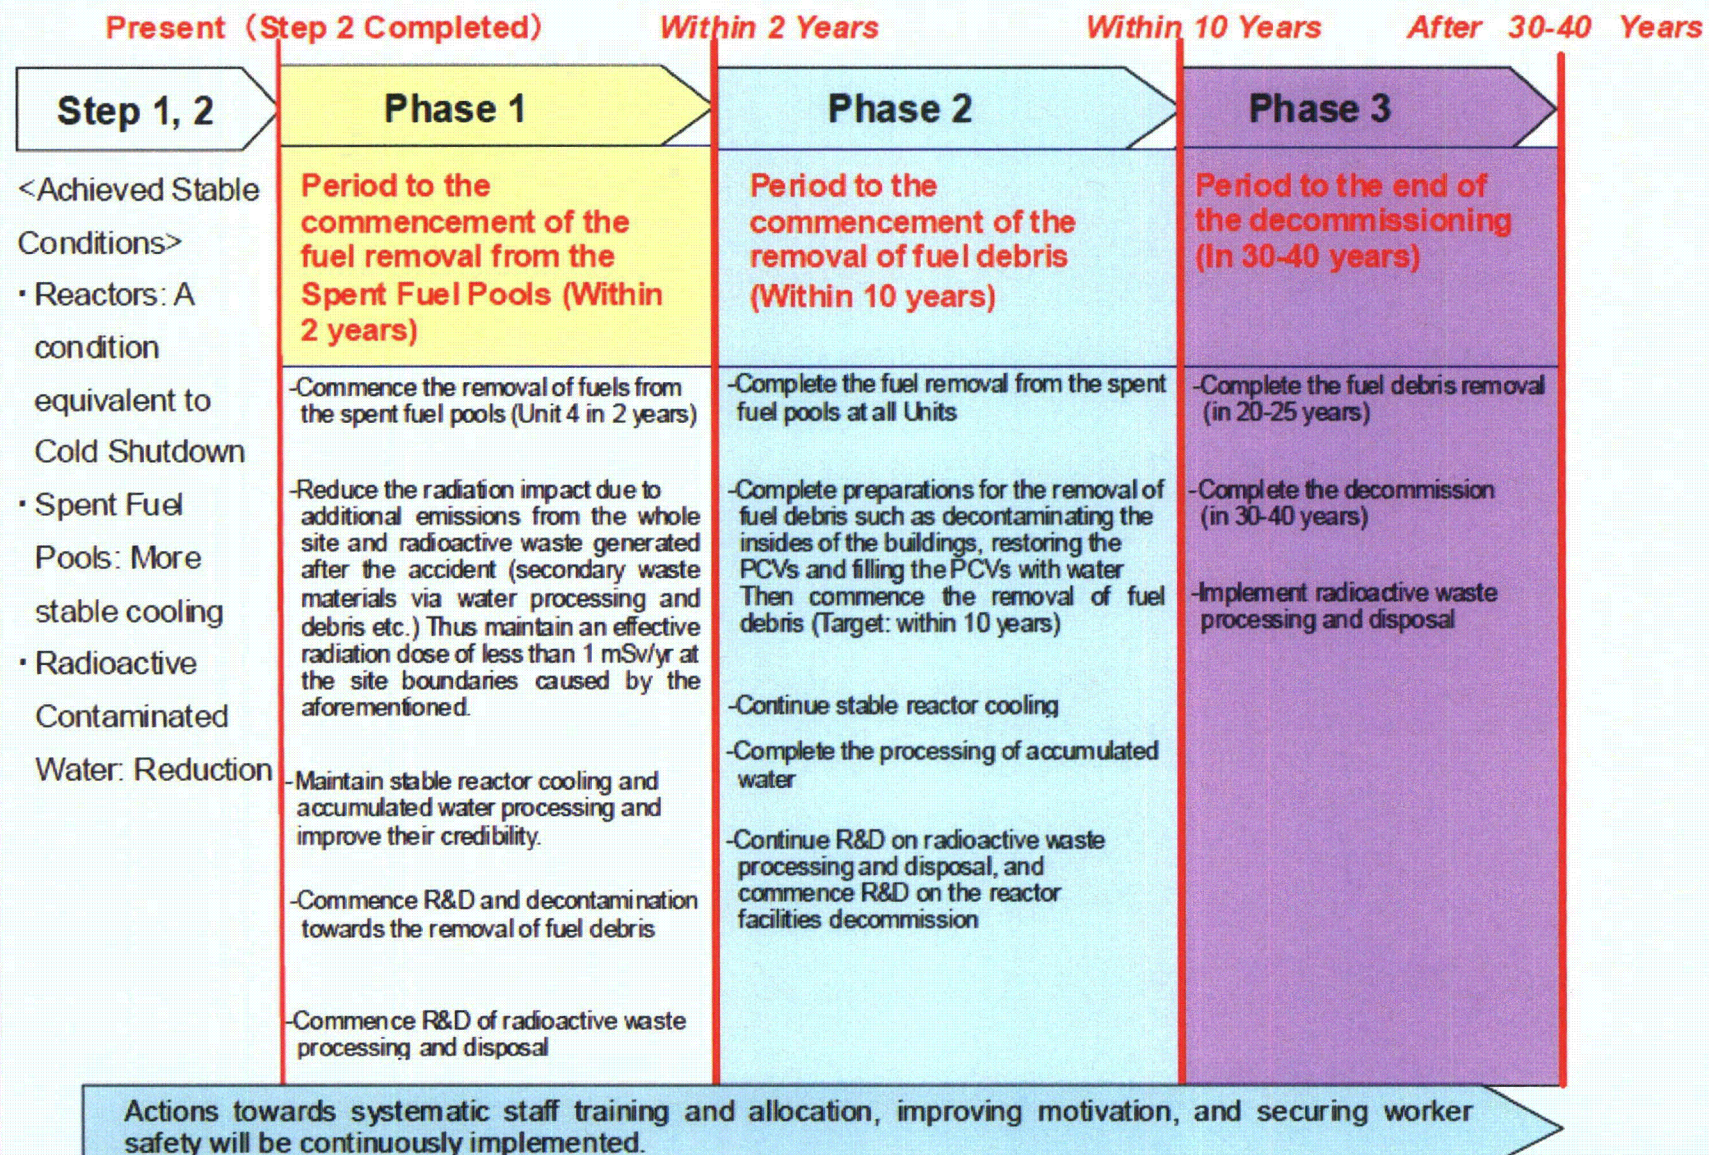 Present (Step 2 Completed)
Within 2 Years
Within 10 Years
After 30-40 Years
Step 1, 2
Phase 1
Phase 2
Phase 3
<Achieved Stable
Conditions>
・Reactors: A
condition
equivalent to
Cold Shutdown
・Spent Fuel
Pools: More
stable cooling
・Radioactive
Contaminated
Water: Reduction
Period to the
commencement of the
fuel removal from the
Spent Fuel Pools (Within
2 years)
-Commence the removal of fuels from
the spent fuel pools (Unit 4 in 2 years)
-Reduce the radiation impact due to
additional emissions from the whole
site and radioactive waste generated
after the accident (secondary waste
materials via water processing and
debris etc.) Thus maintain an effective
radiation dose of less than 1 mSv/yr at
the site boundaries caused by the
aforementioned.
-Maintain stable reactor cooling and
accumulated water processing and
improve their credibility.
-Commence R&D and decontamination
towards the removal of fuel debris
-Commence R&D of radioactive waste
processing and disposal
Period to the
commencement of the
removal of fuel debris
(Within 10 years)
-Complete the fuel removal from the spent
fuel pools at all Units
-Complete preparations for the removal of
fuel debris such as decontaminating the
insides of the buildings, restoring the
PCVs and filling the PCVs with water
Then commence the removal of fuel
debris (Target: within 10 years)
-Continue stable reactor cooling
-Complete the processing of accumulated
water
-Continue R&D on radioactive waste
processing and disposal, and
commence R&D on the reactor
facilities decommission
Period to the end of
the decommissioning
(In 30-40 years)
-Complete the fuel debris removal
(in 20-25 years)
-Complete the decommission
(in 30-40 years)
-Implement radioactive waste
processing and disposal
Actions towards systematic staff training and allocation, improving motivation, and securing worker
safety will be continuously implemented.